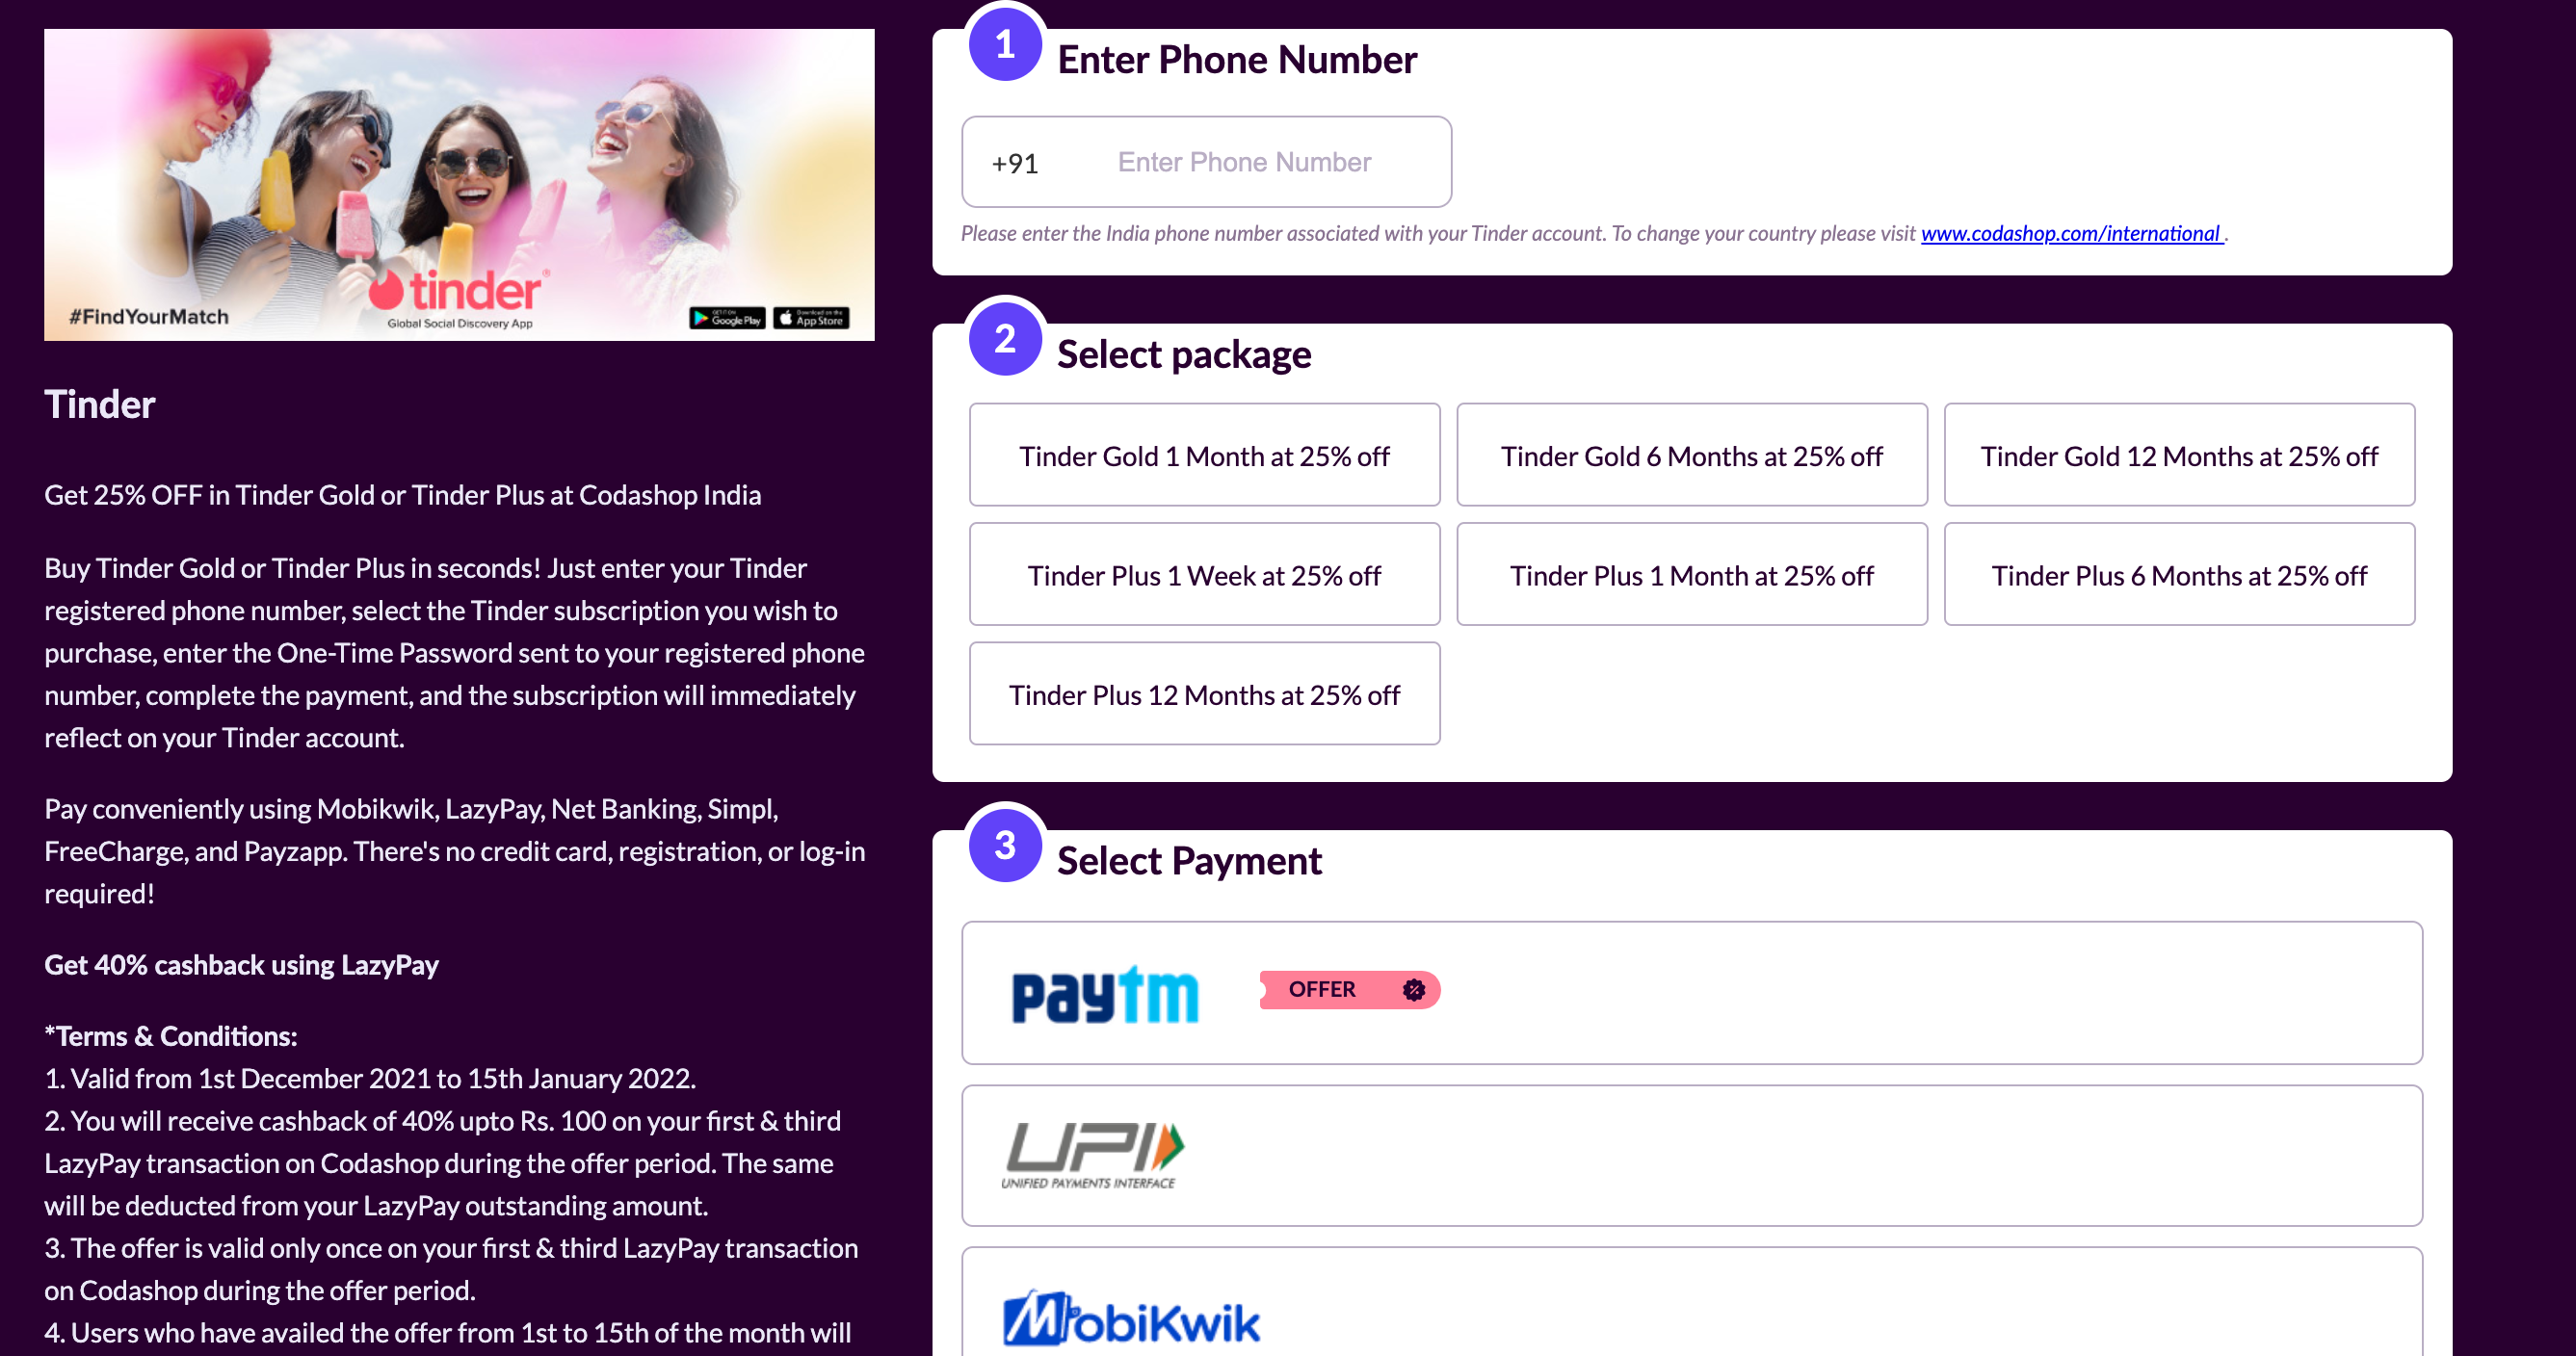 #FindYourMatch
tinder
Global Social Discovery App
GET IT ON
Google Play
Download on the
App Store
Tinder
Get 25% OFF in Tinder Gold or Tinder Plus at Codashop India
Buy Tinder Gold or Tinder Plus in seconds! Just enter your Tinder
registered phone number, select the Tinder subscription you wish to
purchase, enter the One-Time Password sent to your registered phone
number, complete the payment, and the subscription will immediately
reflect on your Tinder account.
Pay conveniently using Mobikwik, LazyPay, Net Banking, Simpl,
FreeCharge, and Payzapp. There's no credit card, registration, or log-in
required!
Get 40% cashback using LazyPay
*Terms & Conditions:
1. Valid from 1st December 2021 to 15th January 2022.
2. You will receive cashback of 40% upto Rs. 100 on your first & third
LazyPay transaction on Codashop during the offer period. The same
will be deducted from your LazyPay outstanding amount.
3. The offer is valid only once on your first & third LazyPay transaction
on Codashop during the offer period.
4. Users who have availed the offer from 1st to 15th of the month will
1 Enter Phone Number
+91 Enter Phone Number
Please enter the India phone number associated with your Tinder account. To change your country please visit www.codashop.com/international .
2 Select package
Tinder Gold 1 Month at 25% off
Tinder Gold 6 Months at 25% off
Tinder Gold 12 Months at 25% off
Tinder Plus 1 Week at 25% off
Tinder Plus 1 Month at 25% off
Tinder Plus 6 Months at 25% off
Tinder Plus 12 Months at 25% off
3 Select Payment
paytm
OFFER
UPI
UNIFIED PAYMENTS INTERFACE
MobiKwik